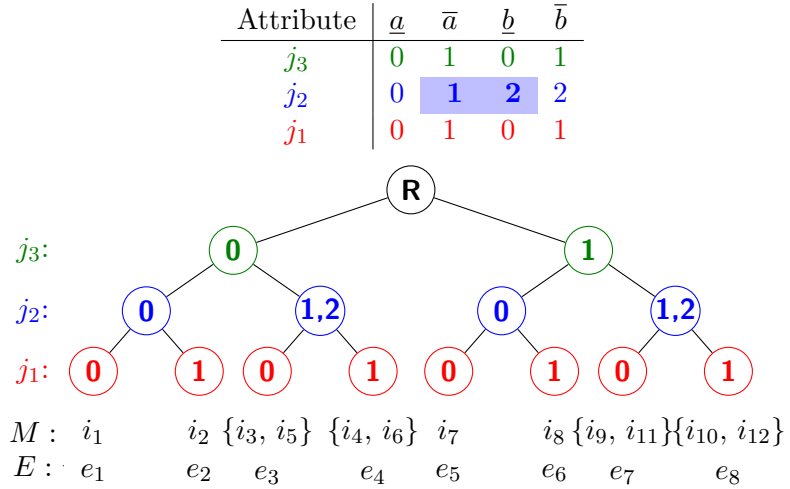 Attribute a a b b
j3 0 1 0 1
j2 0 1 2 2
j1 0 1 0 1
R
j3: 0 1
j2: 0 1,2 0 1,2
j1: 0 1 0 1 0 1 0 1
M : i1 i2 {i3, i5} {i4, i6} i7 i8 {i9, i11}{i10, i12}
E : e1 e2 e3 e4 e5 e6 e7 e8